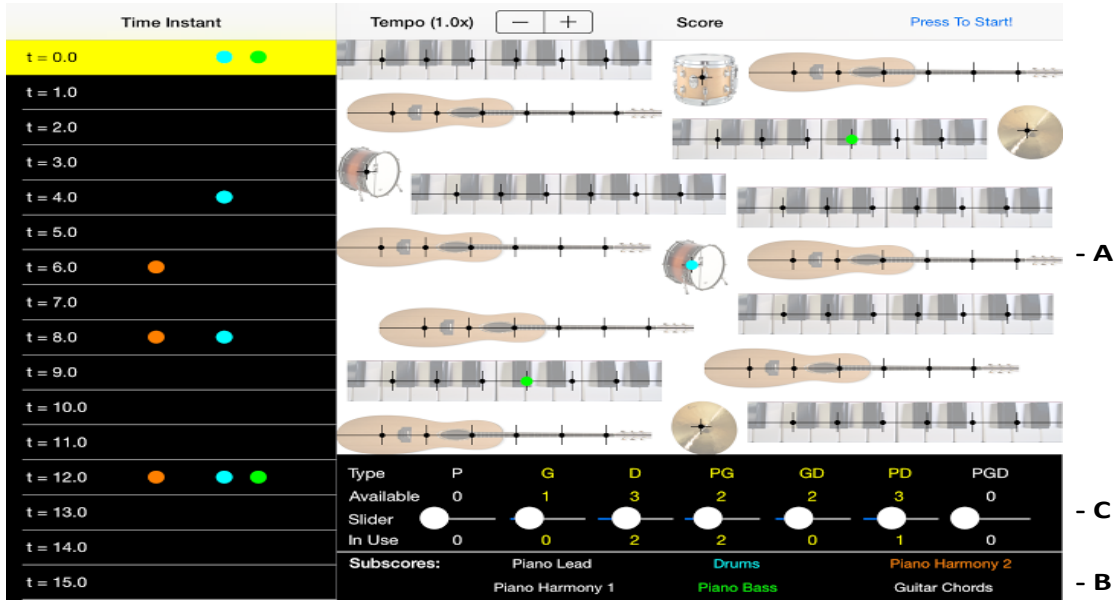 Time Instant Tempo (1.0x) − + Score Press To Start!
t = 0.0
t = 1.0
t = 2.0
t = 3.0
t = 4.0
t = 5.0
t = 6.0
t = 7.0
t = 8.0
t = 9.0
t = 10.0
t = 11.0
t = 12.0
t = 13.0
t = 14.0
t = 15.0
- A
Type P G D PG GD PD PGD
Available 0 1 3 2 2 3 0
Slider
- C
In Use 0 0 2 2 0 1 0
Subscores: Piano Lead Drums Piano Harmony 2
Piano Harmony 1 Piano Bass Guitar Chords
- B